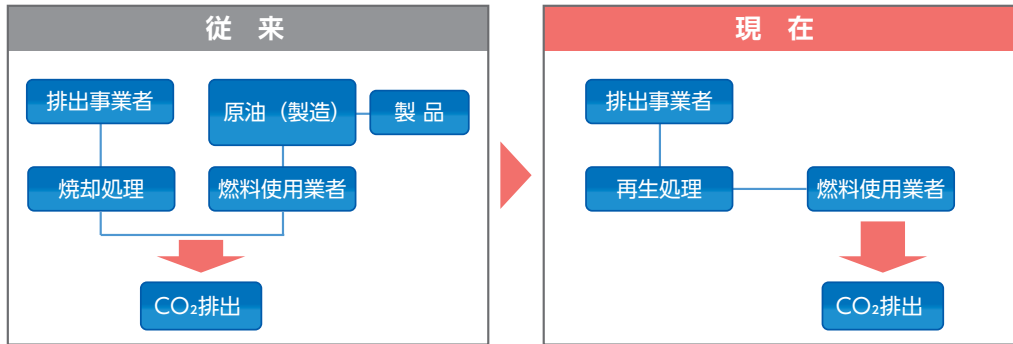 従 来
排出事業者
原油（製造）
製 品
焼却処理
燃料使用業者
CO₂排出
現 在
排出事業者
再生処理
燃料使用業者
CO₂排出